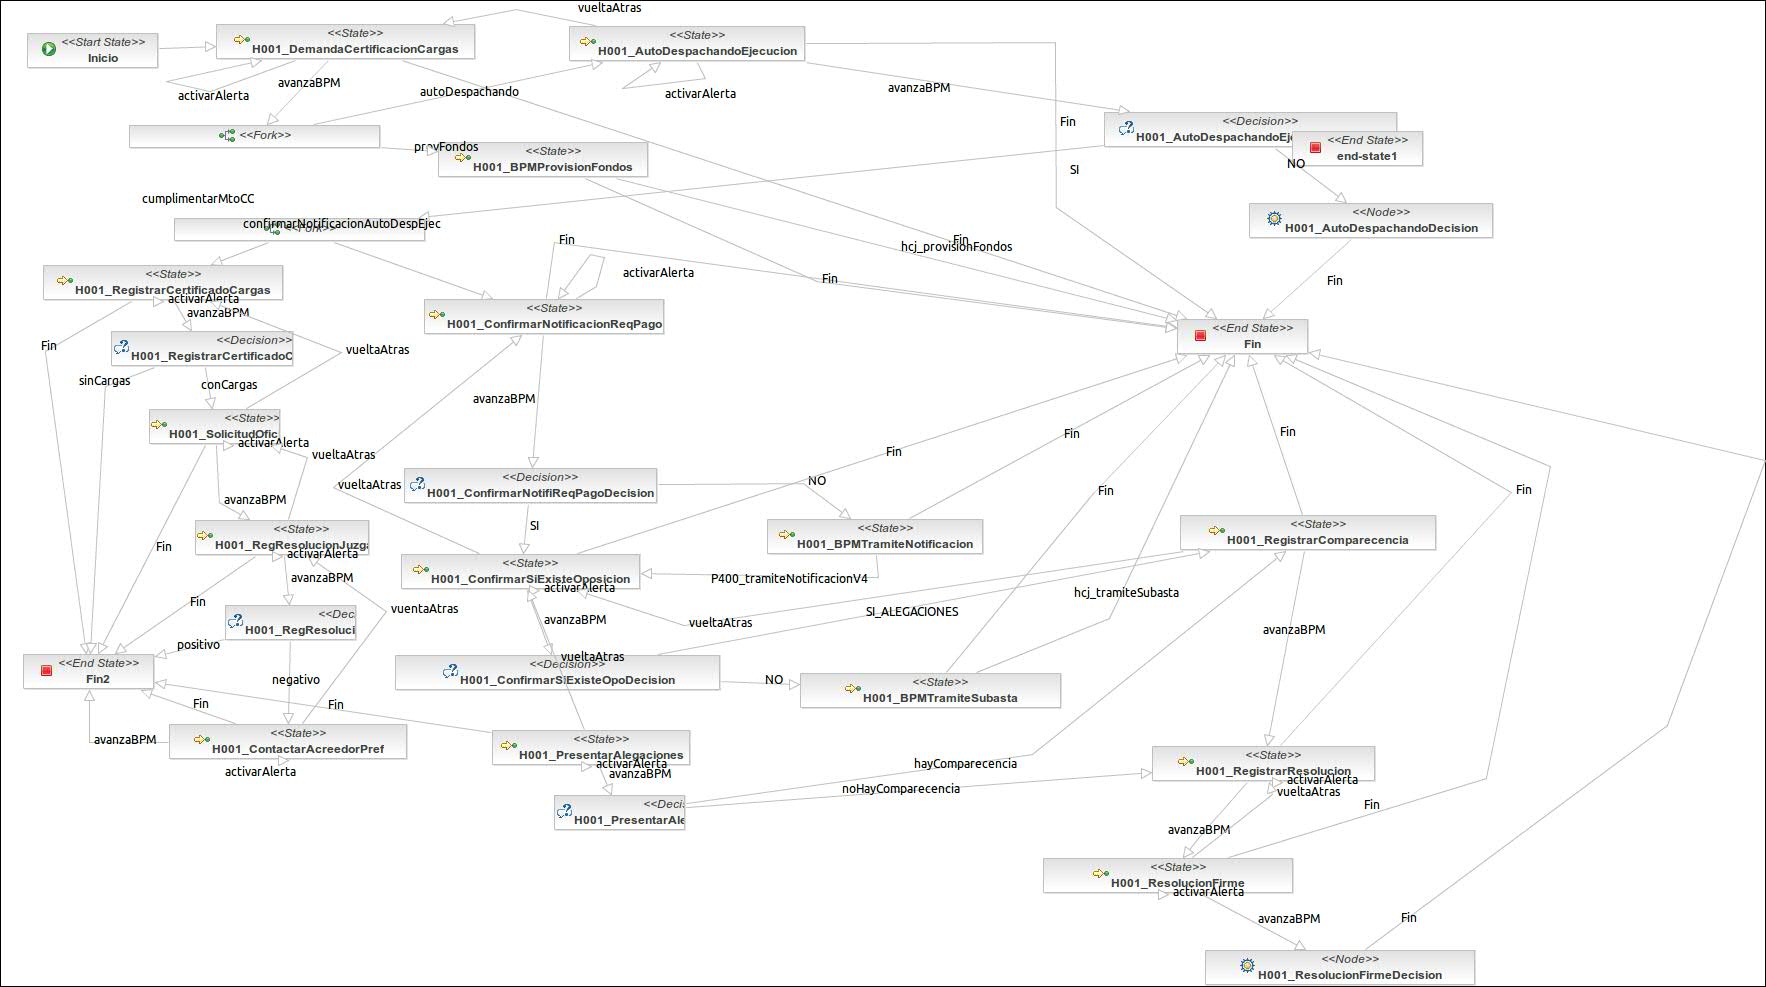 vueltaAtras
<<Start State>>
Inicio
<<State>>
H001_DemandaCertificacionCargas
<<State>>
H001_AutoDespachandoEjecucion
activarAlerta
avanzaBPM
autoDespachando
activarAlerta
avanzaBPM
Fin
<<Fork>>
provFondos
<<State>>
H001_BPMProvisionFondos
<<Decision>>
H001_AutoDespachandoEje
<<End State>>
end-state1
SI
NO
cumplimentarMtoCC
confirmarNotificacionAutoDespEjec
<<Fork>>
<<Node>>
H001_AutoDespachandoDecision
Fin
Fin
hcj_provisionFondos
<<State>>
H001_RegistrarCertificadoCargas
activarAlerta
activarAlerta
Fin
Fin
avanzaBPM
<<State>>
H001_ConfirmarNotificacionReqPago
<<End State>>
Fin
Fin
<<Decision>>
H001_RegistrarCertificadoC
vueltaAtras
sinCargas
conCargas
avanzaBPM
<<State>>
H001_SolicitudOfic
activarAlerta
vueltaAtras
Fin
Fin
Fin
vueltaAtras
<<Decision>>
H001_ConfirmarNotifiReqPagoDecision
NO
Fin
Fin
avanzaBPM
SI
<<State>>
H001_RegResolucionJuzga
activarAlerta
Fin
<<State>>
H001_BPMTramiteNotificacion
<<State>>
H001_RegistrarComparecencia
<<State>>
H001_ConfirmarSiExisteOposicion
activarAlerta
avanzaBPM
P400_tramiteNotificacionV4
hcj_tramiteSubasta
Fin
vuentaAtras
<<Deci
H001_RegResoluci
avanzaBPM
SI_ALEGACIONES
vueltaAtras
avanzaBPM
positivo
vueltaAtras
<<End State>>
Fin2
<<Decision>>
H001_ConfirmarSiExisteOpoDecision
NO
<<State>>
H001_BPMTramiteSubasta
negativo
Fin
Fin
<<State>>
H001_ContactarAcreedorPref
avanzaBPM
activarAlerta
<<State>>
H001_PresentarAlegaciones
activarAlerta
avanzaBPM
hayComparecencia
<<State>>
H001_RegistrarResolucion
activarAlerta
vueltaAtras
noHayComparecencia
<<Decis
H001_PresentarAle
Fin
avanzaBPM
<<State>>
H001_ResolucionFirme
activarAlerta
avanzaBPM
Fin
<<Node>>
H001_ResolucionFirmeDecision